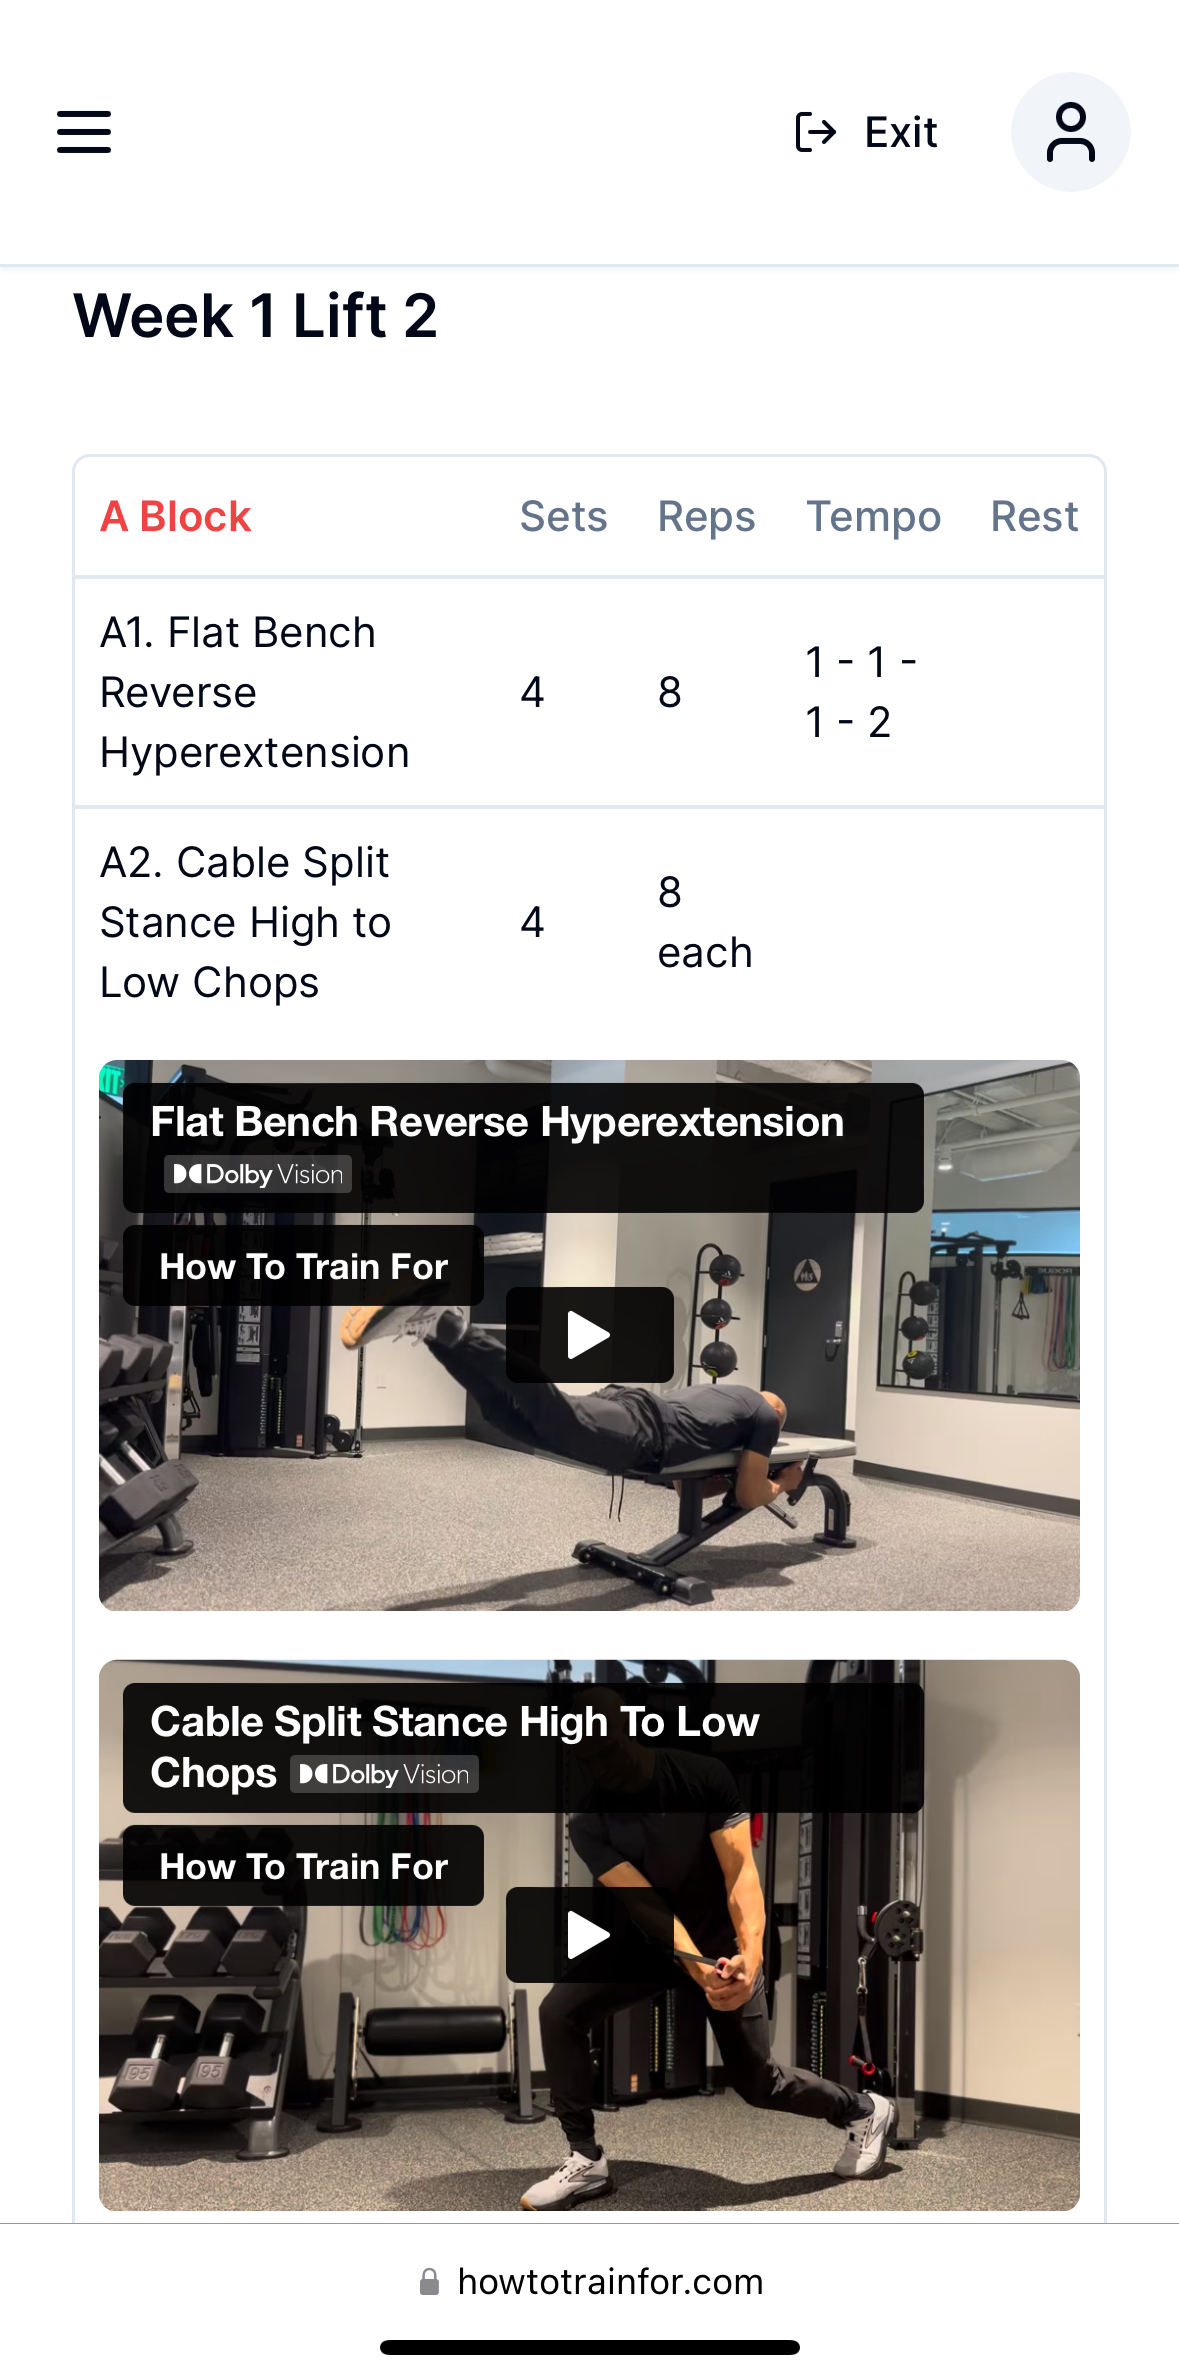 Exit
Week 1 Lift 2
A Block Sets Reps Tempo Rest
A1. Flat Bench
Reverse
Hyperextension
4
8
1 - 1 -
1 - 2
A2. Cable Split
Stance High to
Low Chops
4
8
each
Flat Bench Reverse Hyperextension
Dolby Vision
How To Train For
Cable Split Stance High To Low
Chops Dolby Vision
How To Train For
95 95
howtotrainfor.com